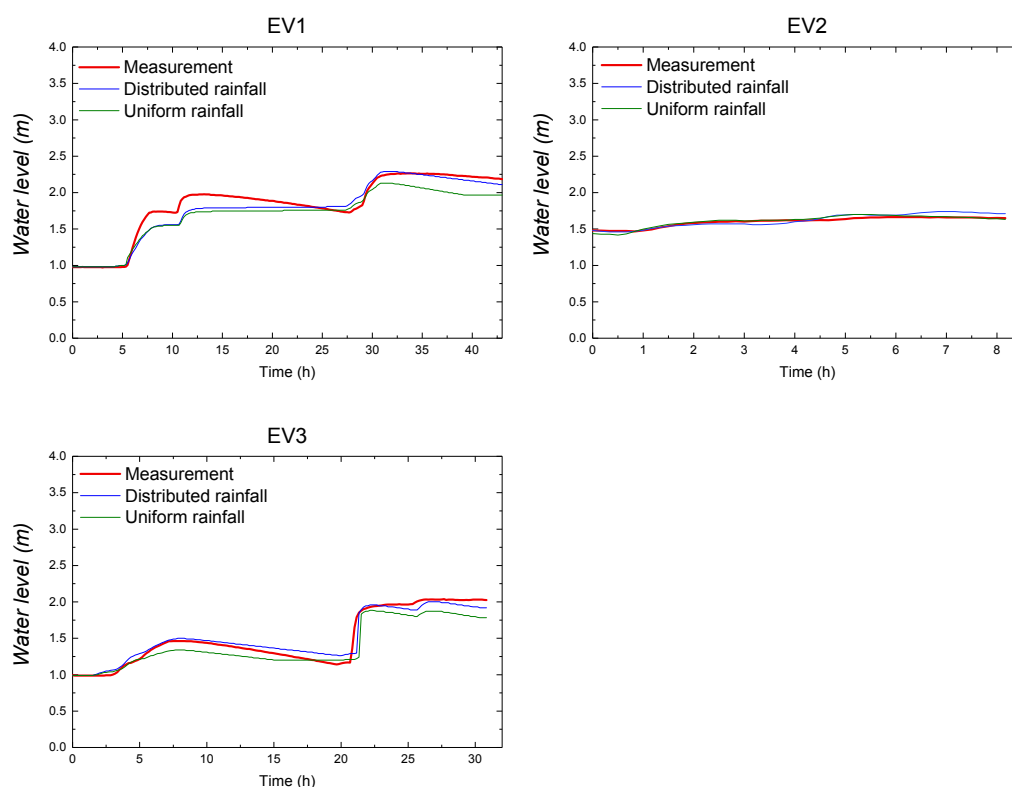 EV1
4.0
3.5
3.0
2.5
2.0
1.5
1.0
0.5
0.0
Water level (m)
Measurement
Distributed rainfall
Uniform rainfall
0 5 10 15 20 25 30 35 40
Time (h)
EV2
4.0
3.5
3.0
2.5
2.0
1.5
1.0
0.5
0.0
Water level (m)
Measurement
Distributed rainfall
Uniform rainfall
0 1 2 3 4 5 6 7 8
Time (h)
EV3
4.0
3.5
3.0
2.5
2.0
1.5
1.0
0.5
0.0
Water level (m)
Measurement
Distributed rainfall
Uniform rainfall
0 5 10 15 20 25 30
Time (h)